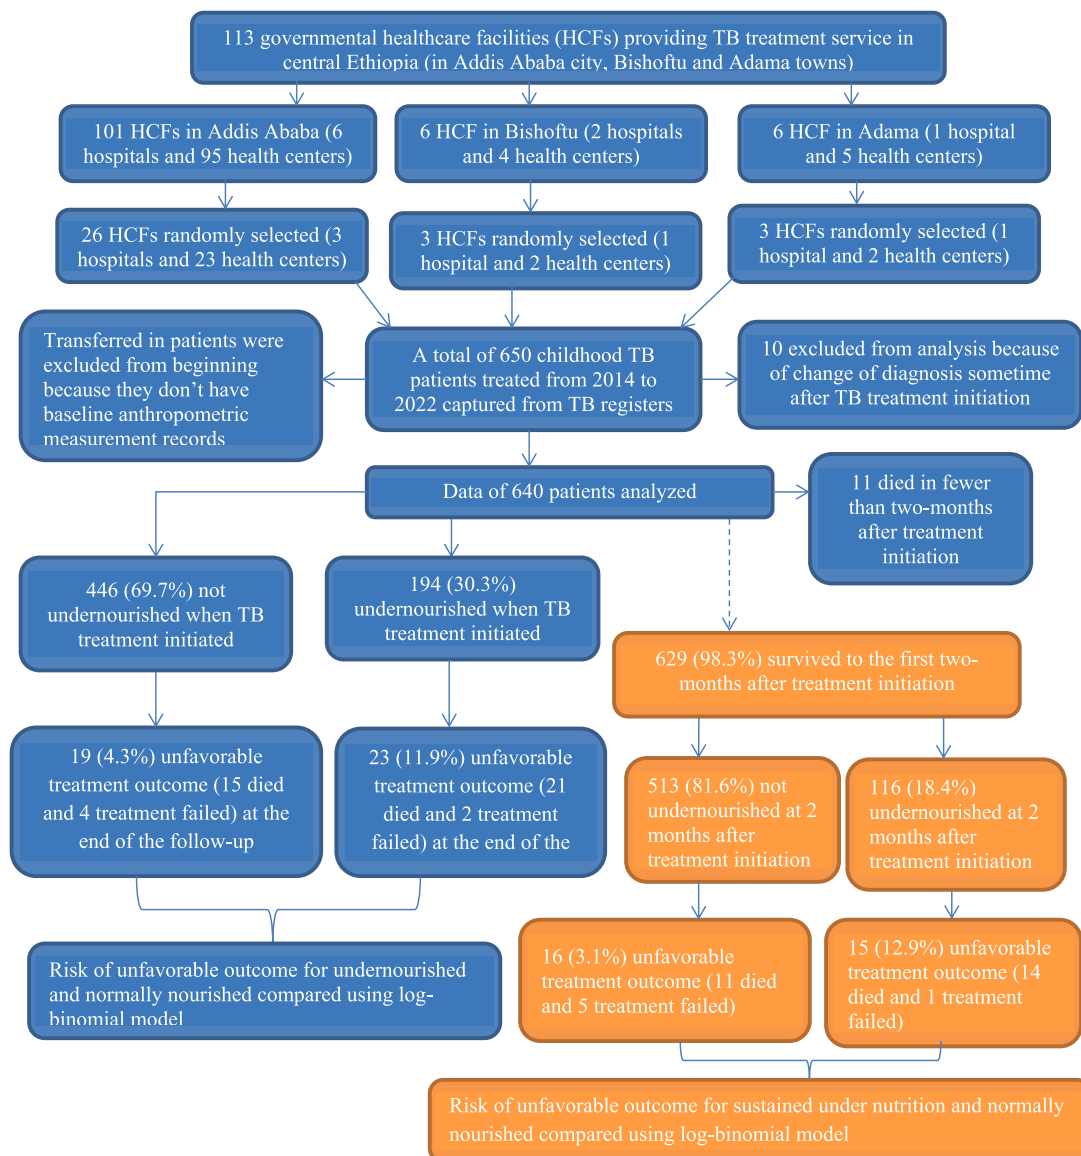 113 governmental healthcare facilities (HCFs) providing TB treatment service in
central Ethiopia (in Addis Ababa city, Bishoftu and Adama towns)
101 HCFs in Addis Ababa (6
hospitals and 95 health centers)
6 HCF in Bishoftu (2 hospitals
and 4 health centers)
6 HCF in Adama (1 hospital
and 5 health centers)
26 HCFs randomly selected (3
hospitals and 23 health centers)
3 HCFs randomly selected (1
hospital and 2 health centers)
3 HCFs randomly selected (1
hospital and 2 health centers)
Transferred in patients were
excluded from beginning
because they don’t have
baseline anthropometric
measurement records
A total of 650 childhood TB
patients treated from 2014 to
2022 captured from TB registers
10 excluded from analysis because
of change of diagnosis sometime
after TB treatment initiation
Data of 640 patients analyzed
11 died in fewer
than two-months
after treatment
initiation
446 (69.7%) not
undernourished when TB
treatment initiated
194 (30.3%)
undernourished when TB
treatment initiated
629 (98.3%) survived to the first two-
months after treatment initiation
19 (4.3%) unfavorable
treatment outcome (15 died
and 4 treatment failed) at the
end of the follow-up
23 (11.9%) unfavorable
treatment outcome (21
died and 2 treatment
failed) at the end of the
513 (81.6%) not
undernourished at 2
months after
treatment initiation
116 (18.4%)
undernourished at 2
months after
treatment initiation
Risk of unfavorable outcome for undernourished
and normally nourished compared using log-
binomial model
16 (3.1%) unfavorable
treatment outcome (11 died
and 5 treatment failed)
15 (12.9%) unfavorable
treatment outcome (14
died and 1 treatment
failed)
Risk of unfavorable outcome for sustained under nutrition and normally
nourished compared using log-binomial model